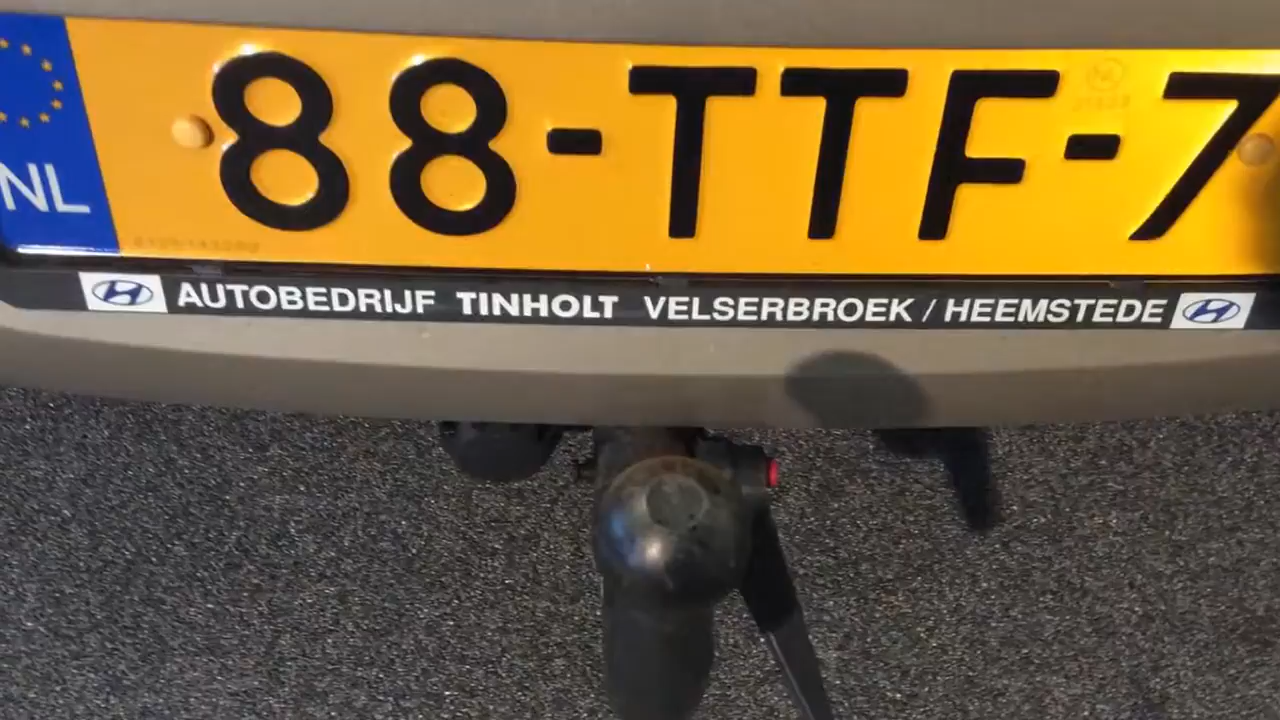 NL 88-TTF-7
AUTOBEDRIJF TINHOLT VELSERBROEK / HEEMSTEDE